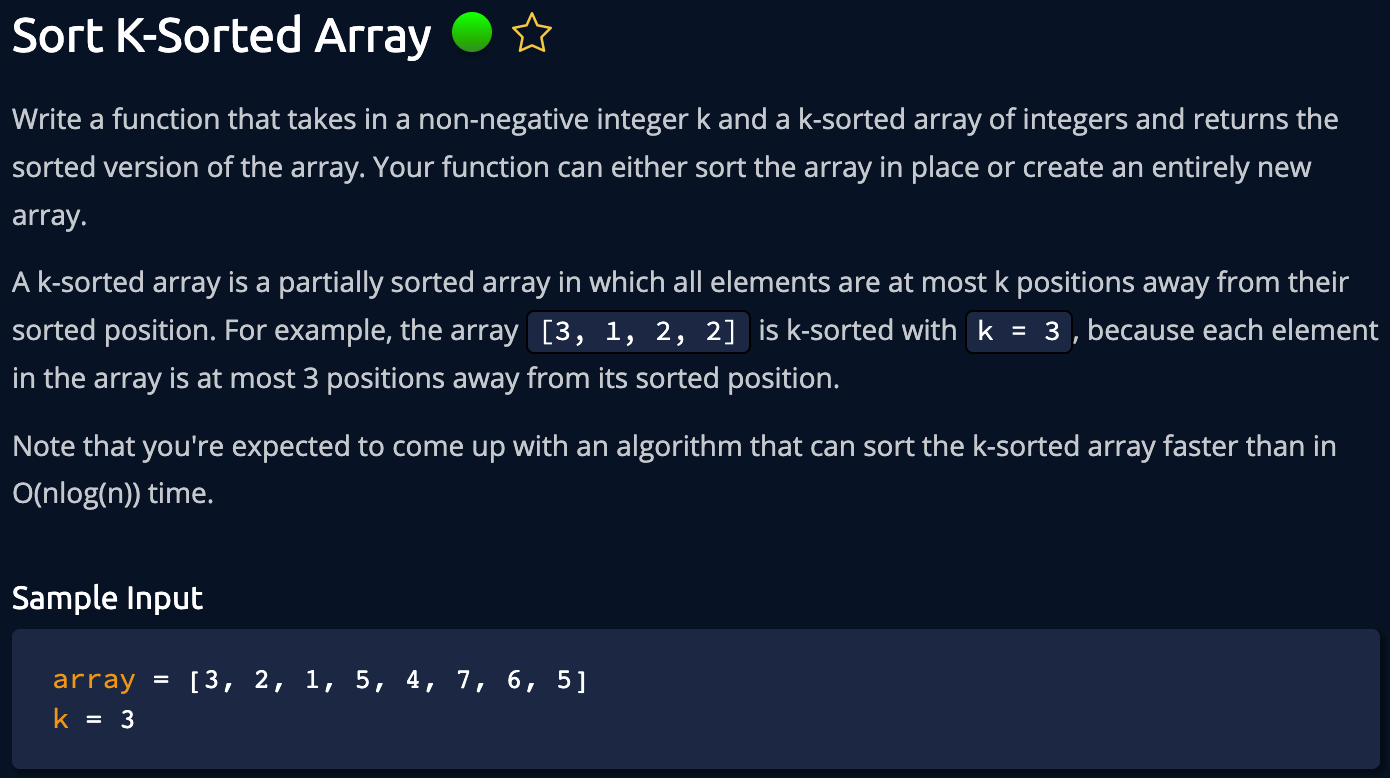 Sort K-Sorted Array
Write a function that takes in a non-negative integer k and a k-sorted array of integers and returns the
sorted version of the array. Your function can either sort the array in place or create an entirely new
array.
A k-sorted array is a partially sorted array in which all elements are at most k positions away from their
sorted position. For example, the array [3, 1, 2, 2] is k-sorted with k = 3, because each element
in the array is at most 3 positions away from its sorted position.
Note that you're expected to come up with an algorithm that can sort the k-sorted array faster than in
O(nlog(n)) time.
Sample Input
array = [3, 2, 1, 5, 4, 7, 6, 5]
k = 3